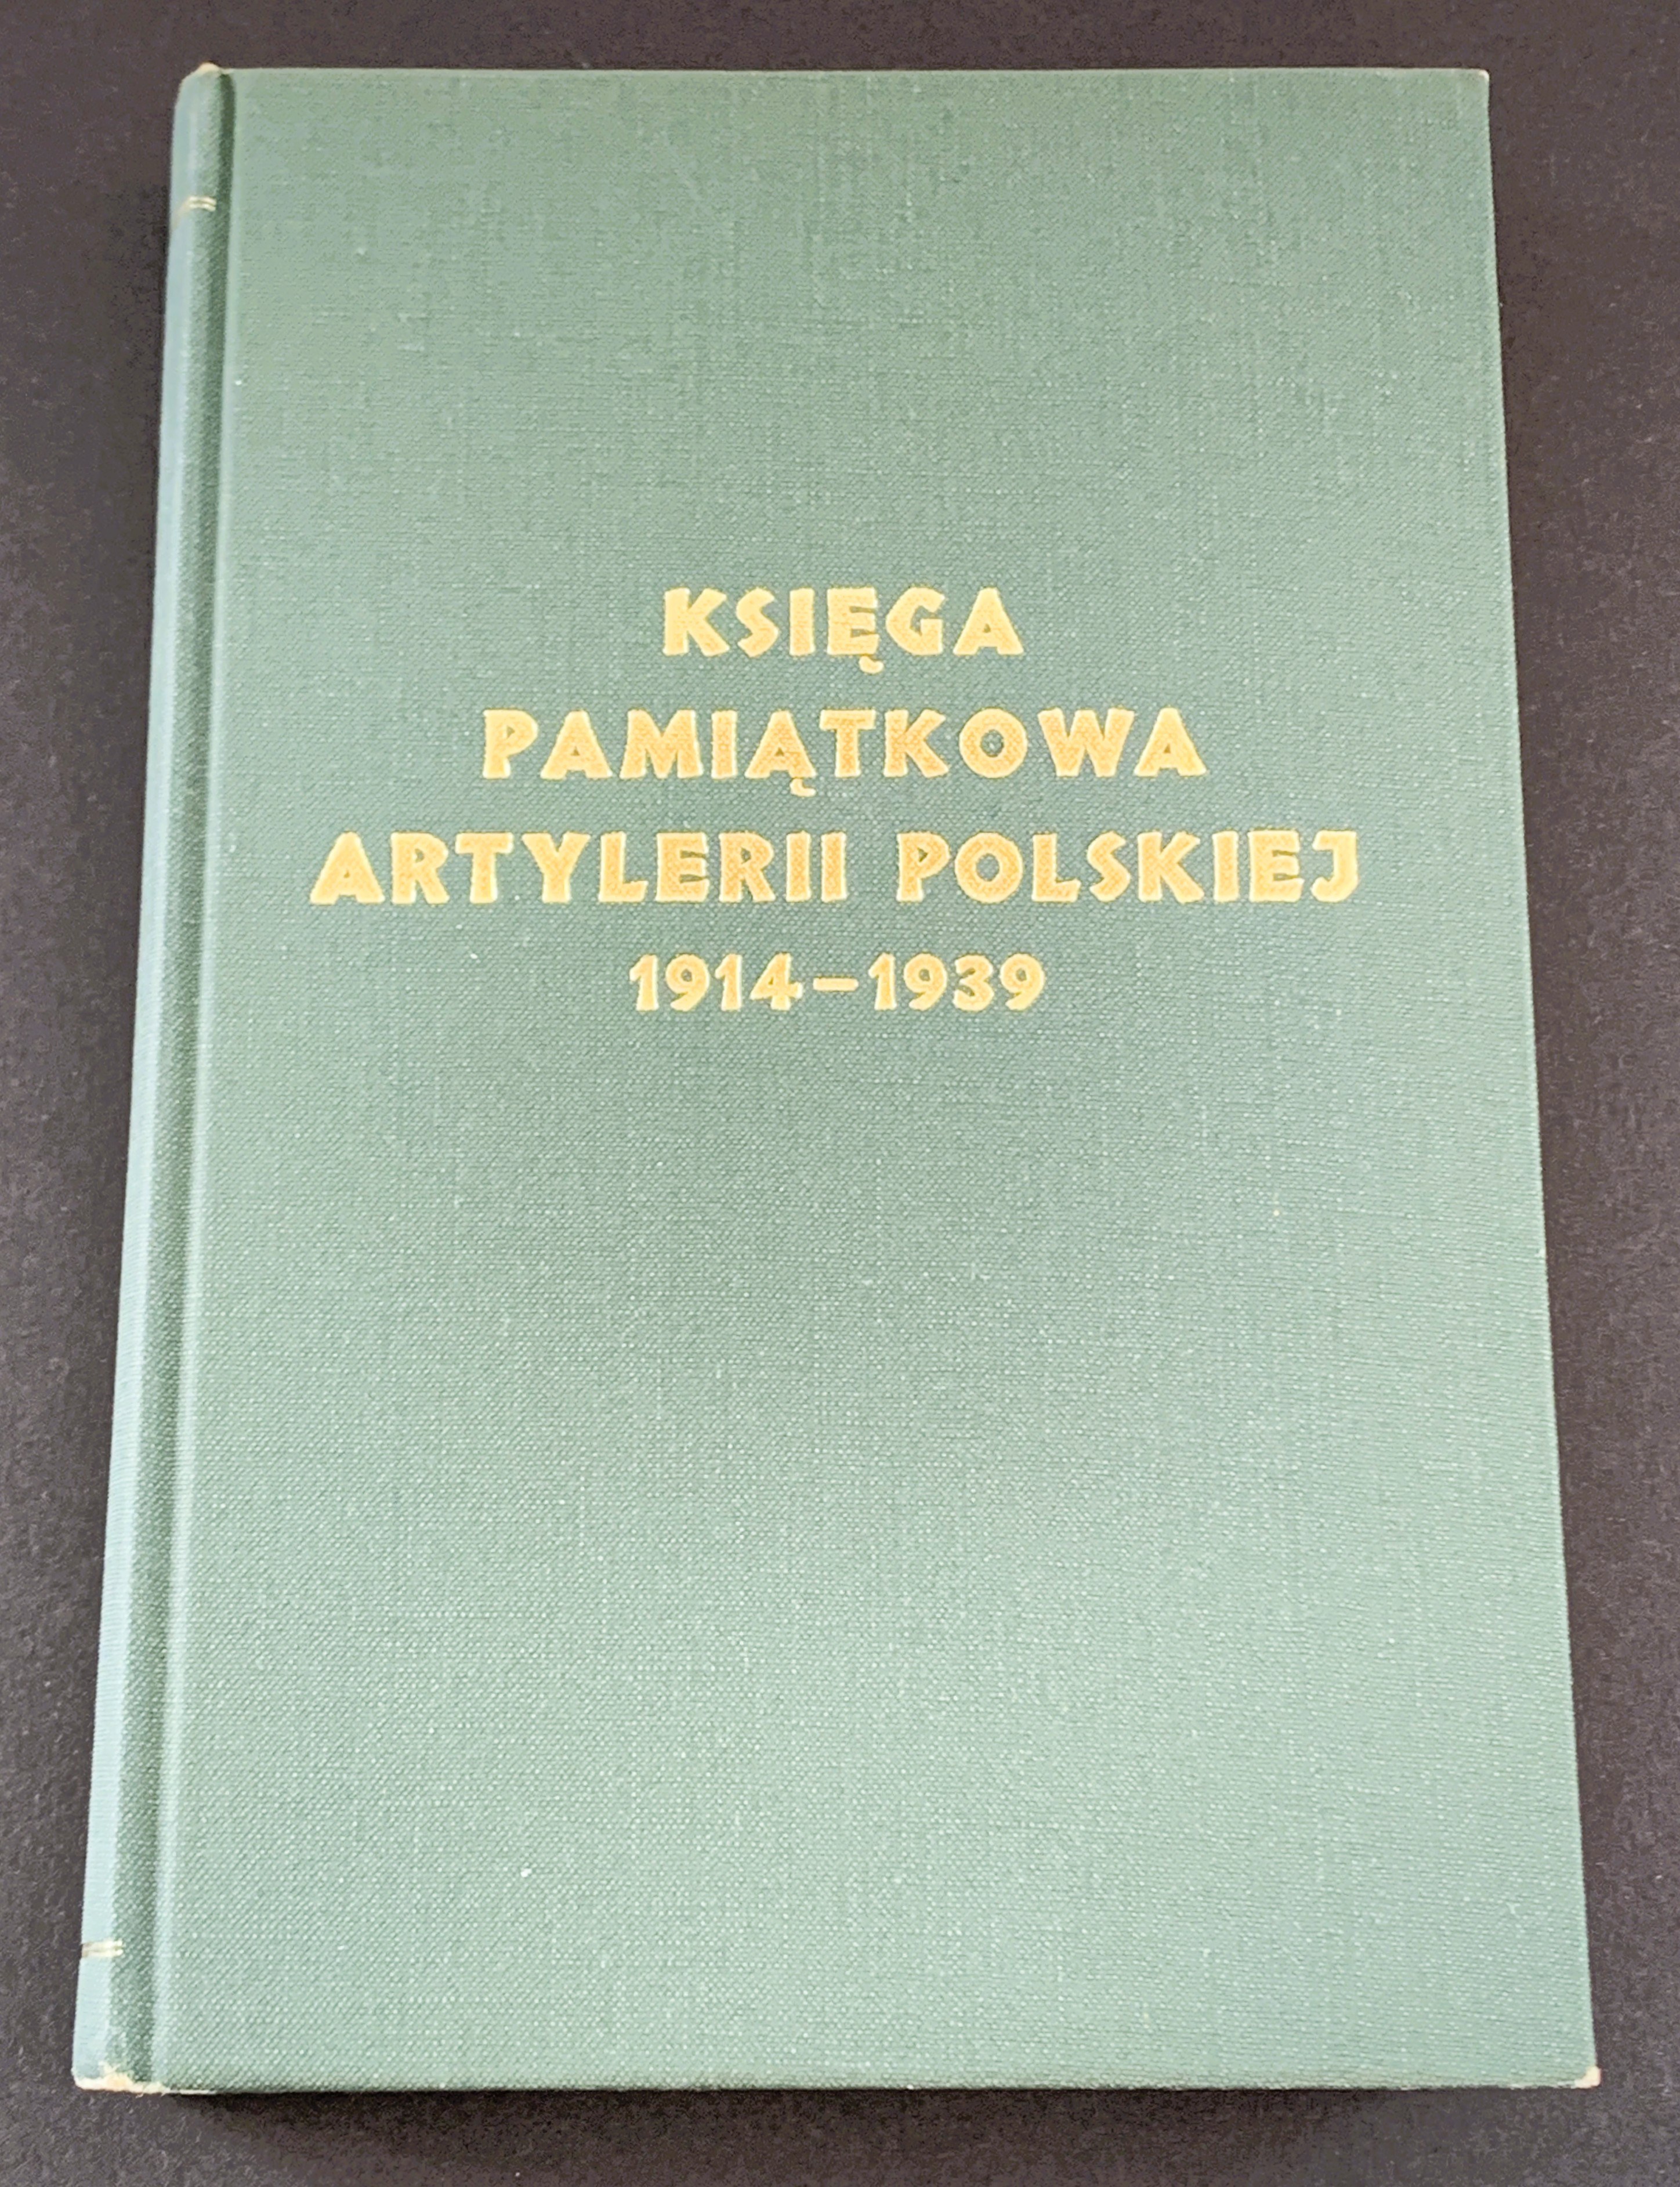 KSIĘGA
PAMIĄTKOWA
ARTYLERII POLSKIEJ
1914–1939